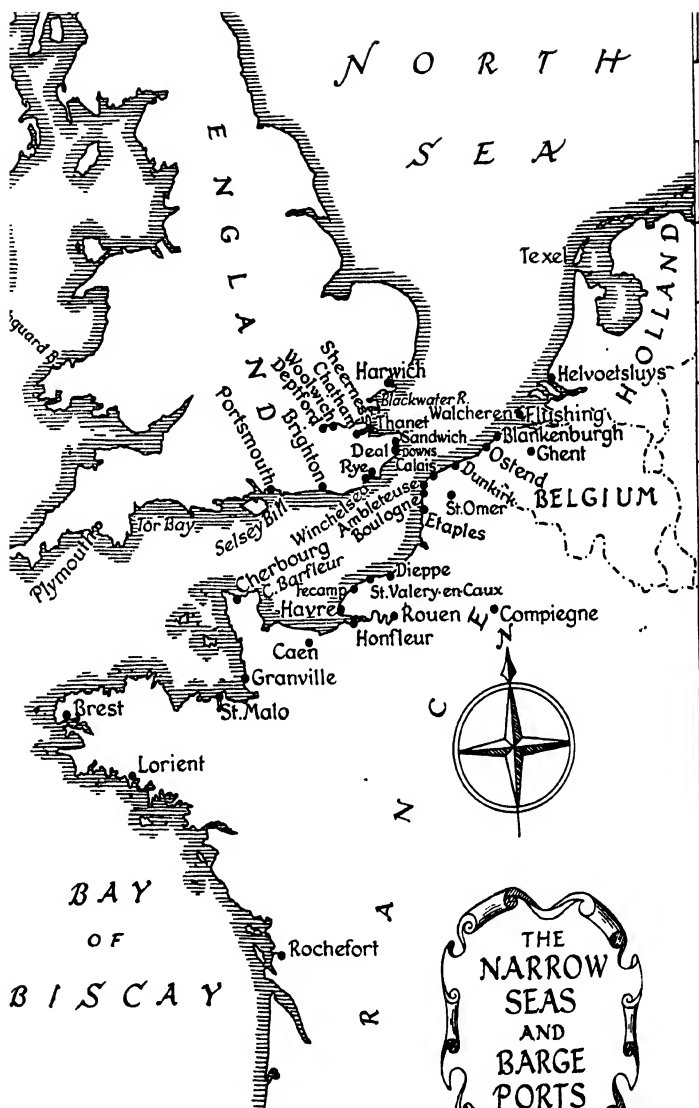 NORTH
SEA
ENGLAND
HOLLAND
Texel
Harwich
Helvoetsluys
Sheerness
Chatham
Woolwich
Deptford
Blackwater R.
Walcheren
Flushing
Thanet
Brighton
Portsmouth
Sandwich
Blankenburgh
Deal
DOWNS
Ghent
Rye
Calais
Ostend
Dunkirk
BELGIUM
Winchelsea
Ambleteuse
Boulogne
St.Omer
Etaples
Selsey Bill
Tor Bay
Plymouth
Cherbourg
C. Barfleur
Dieppe
Fecamp
St.Valery-en-Caux
Havre
Rouen
Compiegne
Honfleur
Caen
N
Granville
St.Malo
Brest
Lorient
BAY
OF
BISCAY
Rochefort
FRANCE
THE
NARROW
SEAS
AND
BARGE
PORTS